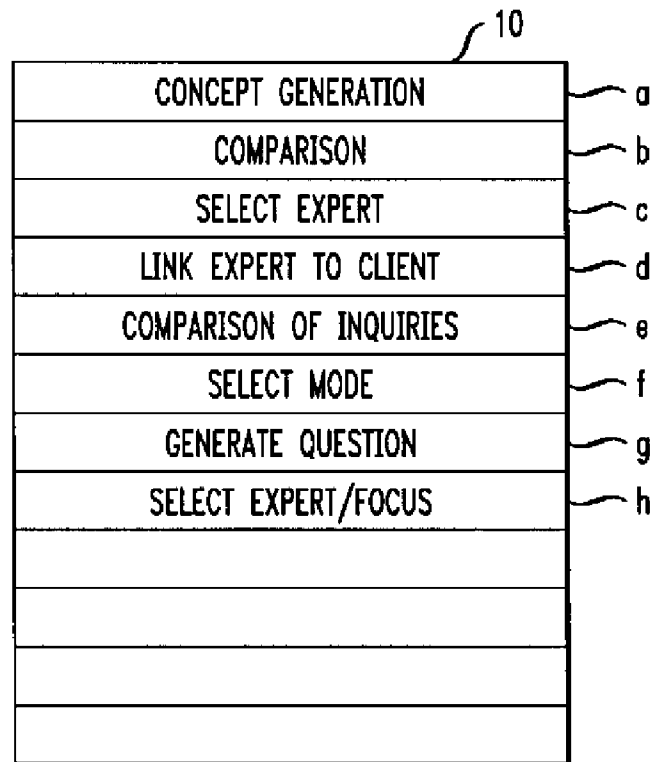 10
CONCEPT GENERATION a
COMPARISON b
SELECT EXPERT c
LINK EXPERT TO CLIENT d
COMPARISON OF INQUIRIES e
SELECT MODE f
GENERATE QUESTION g
SELECT EXPERT/FOCUS h